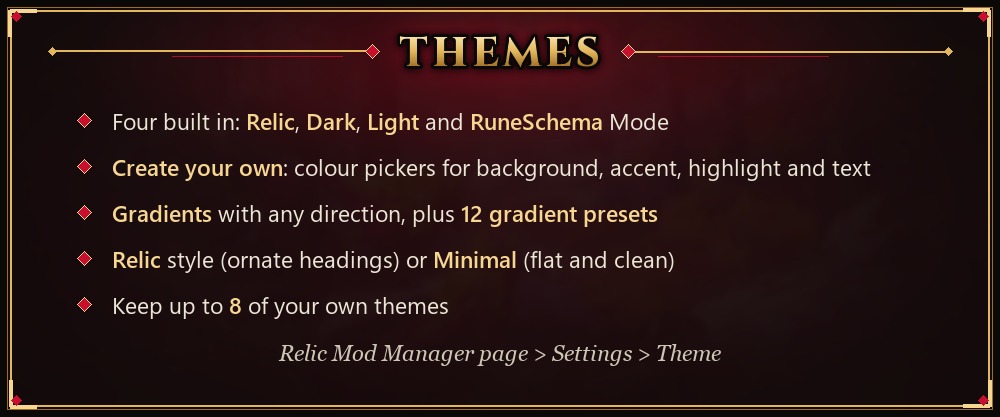 THEMES
Four built in: Relic, Dark, Light and RuneSchema Mode
Create your own: colour pickers for background, accent, highlight and text
Gradients with any direction, plus 12 gradient presets
Relic style (ornate headings) or Minimal (flat and clean)
Keep up to 8 of your own themes
Relic Mod Manager page > Settings > Theme